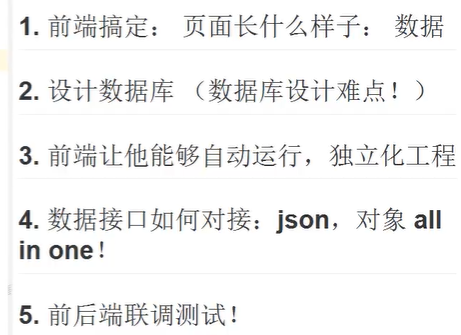 1. 前端搞定： 页面长什么样子： 数据
2. 设计数据库 （数据库设计难点！）
3. 前端让他能够自动运行，独立化工程
4. 数据接口如何对接：json，对象 all
in one！
5. 前后端联调测试！